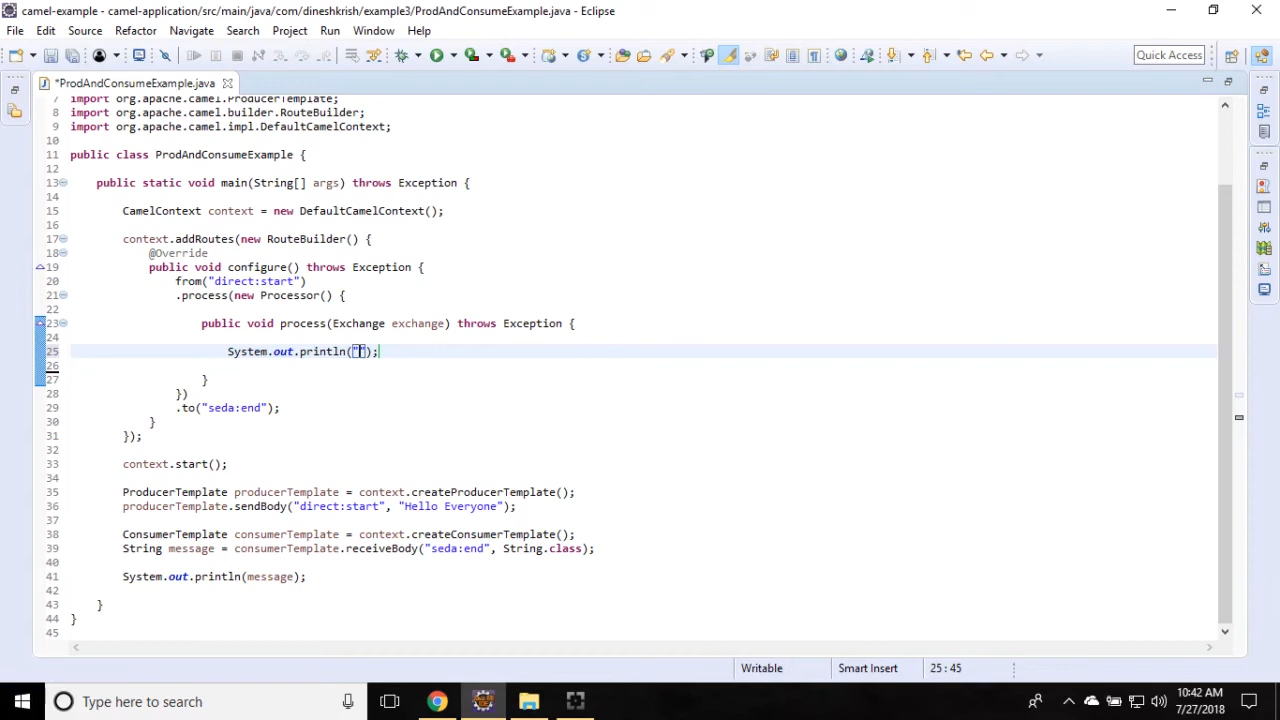 camel-example - camel-application/src/main/java/com/dineshkrish/example3/ProdAndConsumeExample.java - Eclipse
File Edit Source Refactor Navigate Search Project Run Window Help
Quick Access
*ProdAndConsumeExample.java
7 import org.apache.camel.ProducerTemplate;
8 import org.apache.camel.builder.RouteBuilder;
9 import org.apache.camel.impl.DefaultCamelContext;
10
11 public class ProdAndConsumeExample {
12
13 public static void main(String[] args) throws Exception {
14
15 CamelContext context = new DefaultCamelContext();
16
17 context.addRoutes(new RouteBuilder() {
18 @Override
19 public void configure() throws Exception {
20 from("direct:start")
21 .process(new Processor() {
22
23 public void process(Exchange exchange) throws Exception {
24
25 System.out.println("");
26
27 }
28 })
29 .to("seda:end");
30 }
31 });
32
33 context.start();
34
35 ProducerTemplate producerTemplate = context.createProducerTemplate();
36 producerTemplate.sendBody("direct:start", "Hello Everyone");
37
38 ConsumerTemplate consumerTemplate = context.createConsumerTemplate();
39 String message = consumerTemplate.receiveBody("seda:end", String.class);
40
41 System.out.println(message);
42
43 }
44 }
45
Writable Smart Insert 25 : 45
Type here to search
10:42 AM
7/27/2018